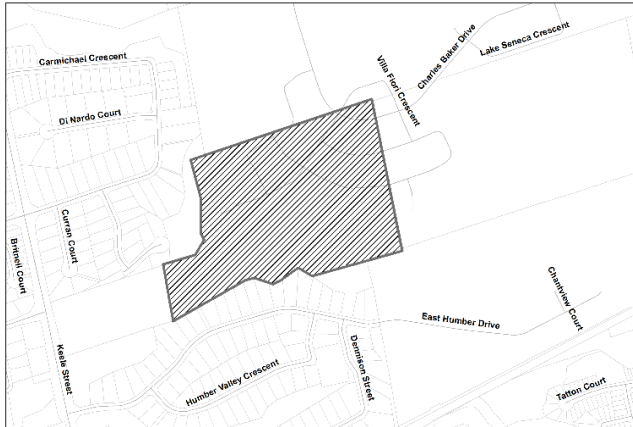 Lake Seneca Crescent
Charles Baker Drive
Villa Fiori Crescent
Carmichael Crescent
Di Nardo Court
Curran Court
Britnell Court
Keele Street
East Humber Drive
Chantview Court
Dennison Street
Humber Valley Crescent
Tatton Court